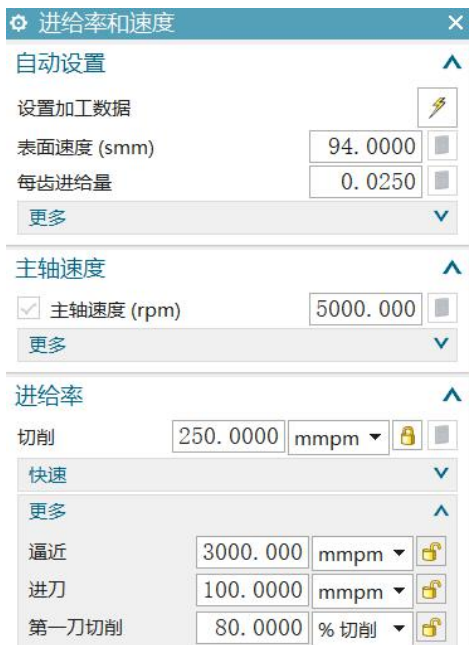 进给率和速度
自动设置
设置加工数据
表面速度 (smm) 94.0000
每齿进给量 0.0250
更多
主轴速度
主轴速度 (rpm) 5000.000
更多
进给率
切削 250.0000 mmpm
快速
更多
逼近 3000.000 mmpm
进刀 100.0000 mmpm
第一刀切削 80.0000 % 切削